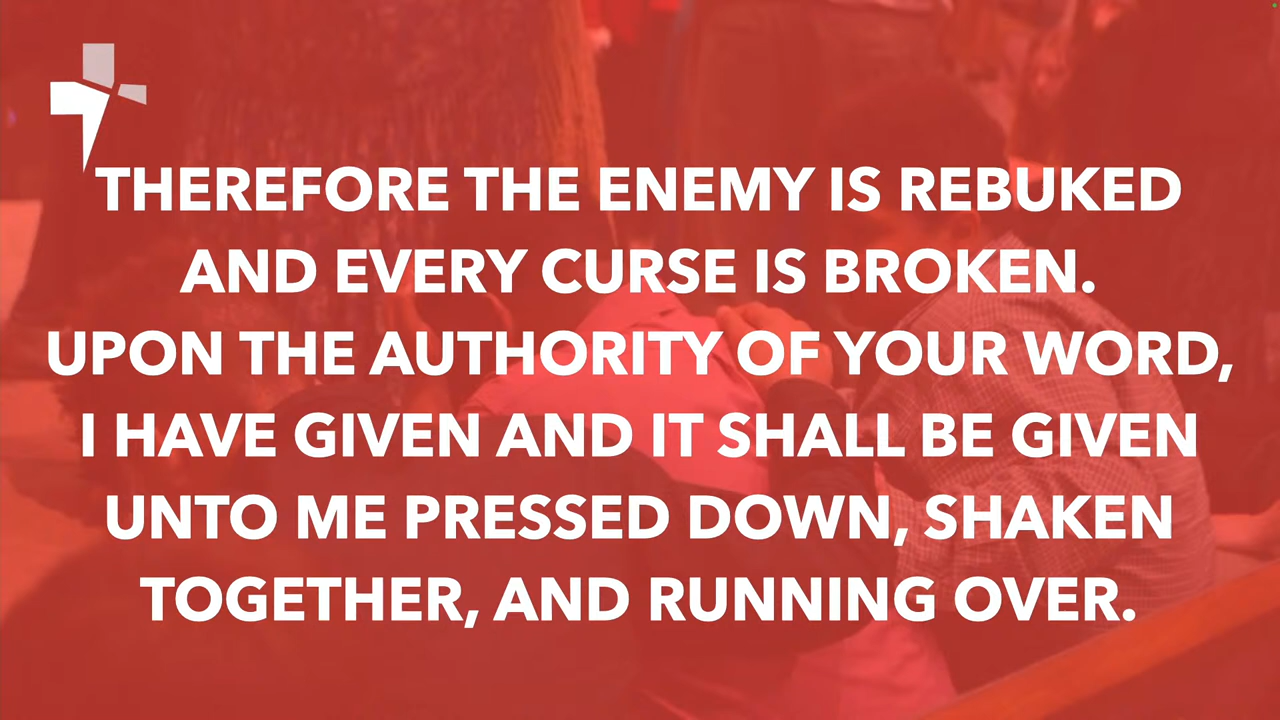 THEREFORE THE ENEMY IS REBUKED
AND EVERY CURSE IS BROKEN.
UPON THE AUTHORITY OF YOUR WORD,
I HAVE GIVEN AND IT SHALL BE GIVEN
UNTO ME PRESSED DOWN, SHAKEN
TOGETHER, AND RUNNING OVER.